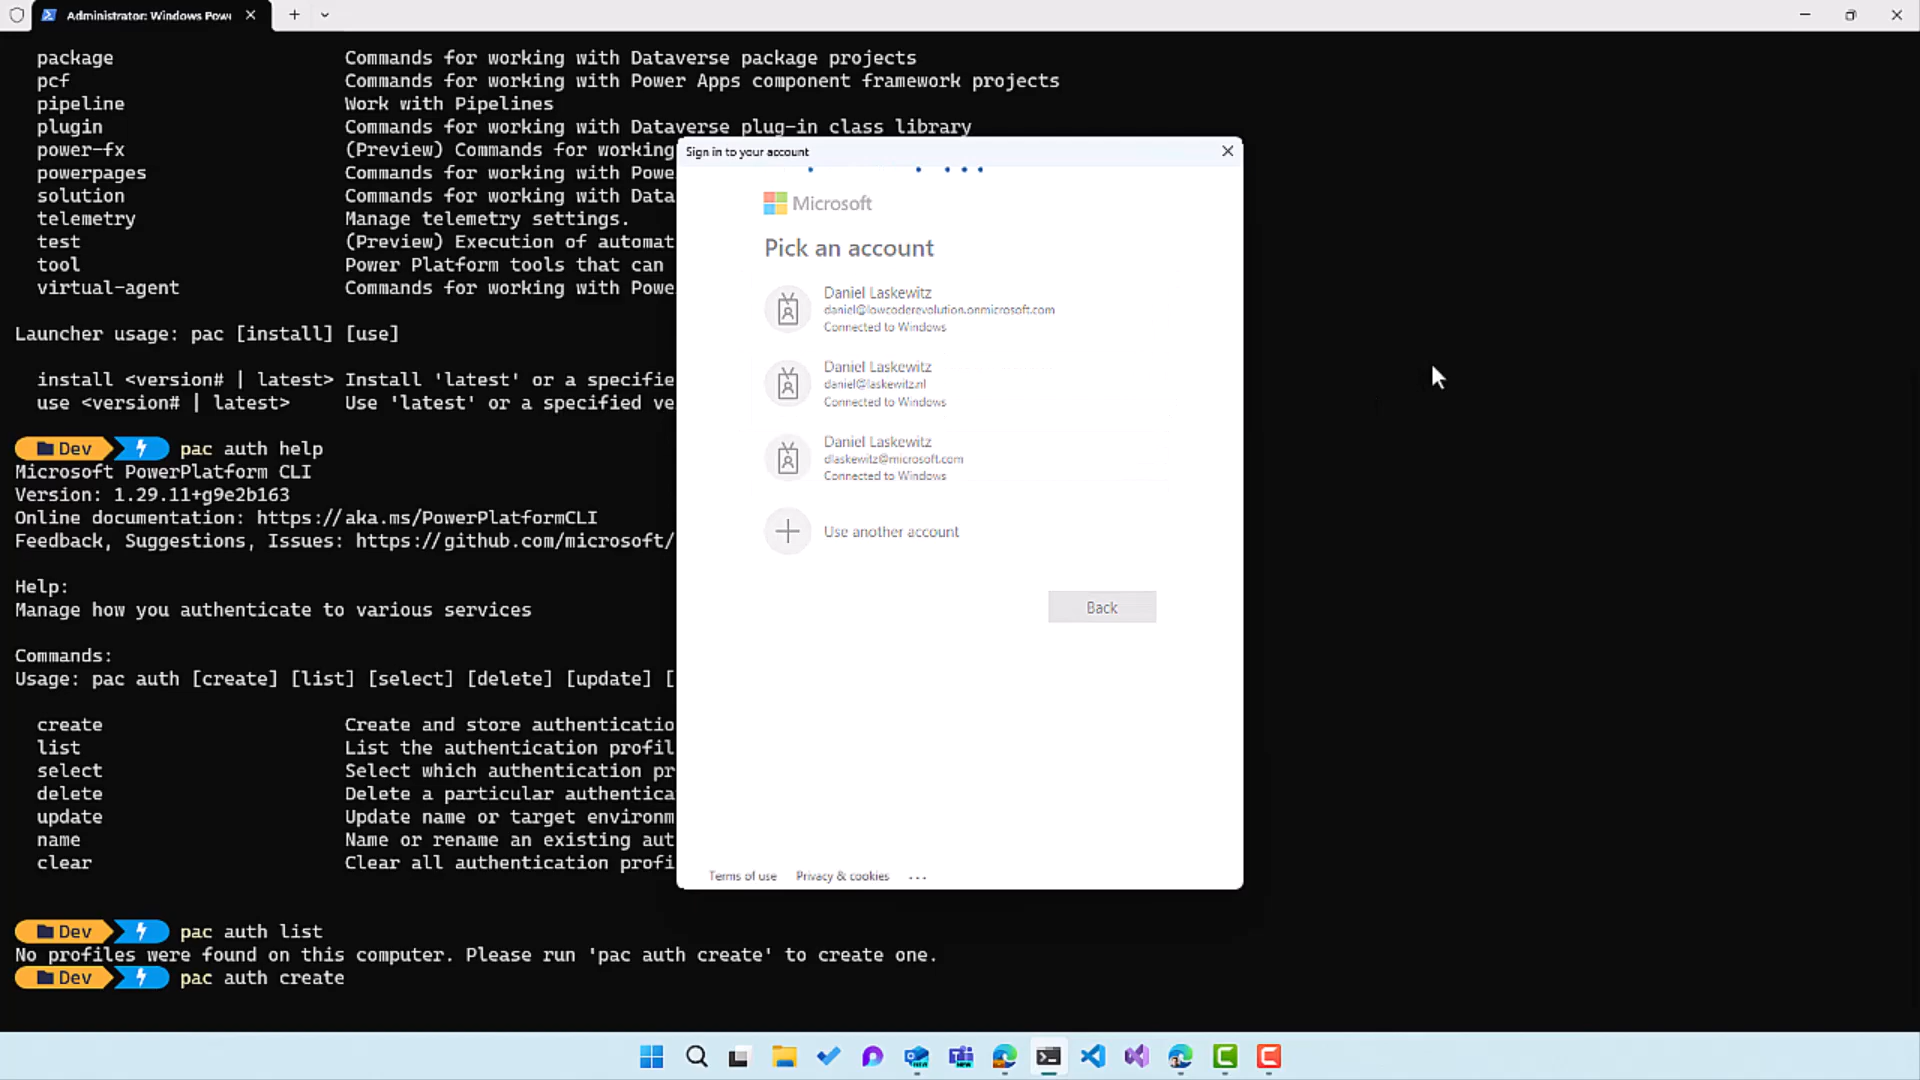 Administrator: Windows Pow
package Commands for working with Dataverse package projects
pcf Commands for working with Power Apps component framework projects
pipeline Work with Pipelines
plugin Commands for working with Dataverse plug-in class library
power-fx (Preview) Commands for working
powerpages Commands for working with Powe
solution Commands for working with Data
telemetry Manage telemetry settings.
test (Preview) Execution of automat
tool Power Platform tools that can
virtual-agent Commands for working with Powe
Launcher usage: pac [install] [use]
install <version# | latest> Install 'latest' or a specifie
use <version# | latest> Use 'latest' or a specified ve
Dev pac auth help
Microsoft PowerPlatform CLI
Version: 1.29.11+g9e2b163
Online documentation: https://aka.ms/PowerPlatformCLI
Feedback, Suggestions, Issues: https://github.com/microsoft/
Help:
Manage how you authenticate to various services
Commands:
Usage: pac auth [create] [list] [select] [delete] [update] [
create Create and store authenticatio
list List the authentication profil
select Select which authentication pr
delete Delete a particular authentica
update Update name or target environm
name Name or rename an existing aut
clear Clear all authentication profi
Dev pac auth list
No profiles were found on this computer. Please run 'pac auth create' to create one.
Dev pac auth create
Sign in to your account
Microsoft
Pick an account
Daniel Laskewitz
daniel@lowcoderevolution.onmicrosoft.com
Connected to Windows
Daniel Laskewitz
daniel@laskewitz.nl
Connected to Windows
Daniel Laskewitz
dlaskewitz@microsoft.com
Connected to Windows
Use another account
Back
Terms of use Privacy & cookies ...